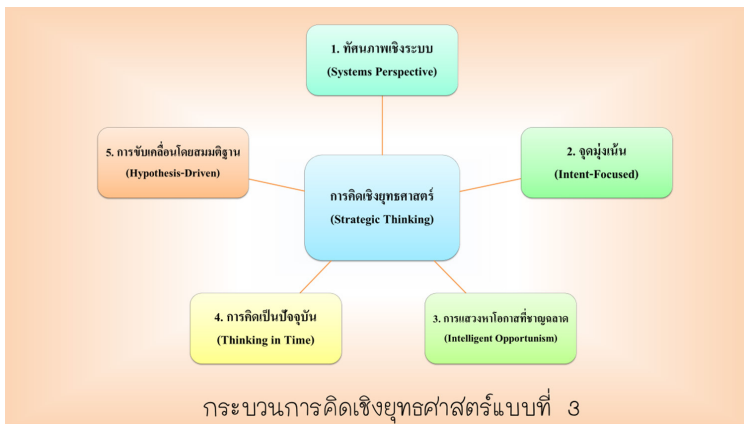 1. ทัศนภาพเชิงระบบ
(Systems Perspective)
5. การขับเคลื่อนโดยสมมติฐาน
(Hypothesis-Driven)
2. จุดมุ่งเน้น
(Intent-Focused)
การคิดเชิงยุทธศาสตร์
(Strategic Thinking)
4. การคิดเป็นปัจจุบัน
(Thinking in Time)
3. การแสวงหาโอกาสที่ชาญฉลาด
(Intelligent Opportunism)
กระบวนการคิดเชิงยุทธศาสตร์แบบที่ 3